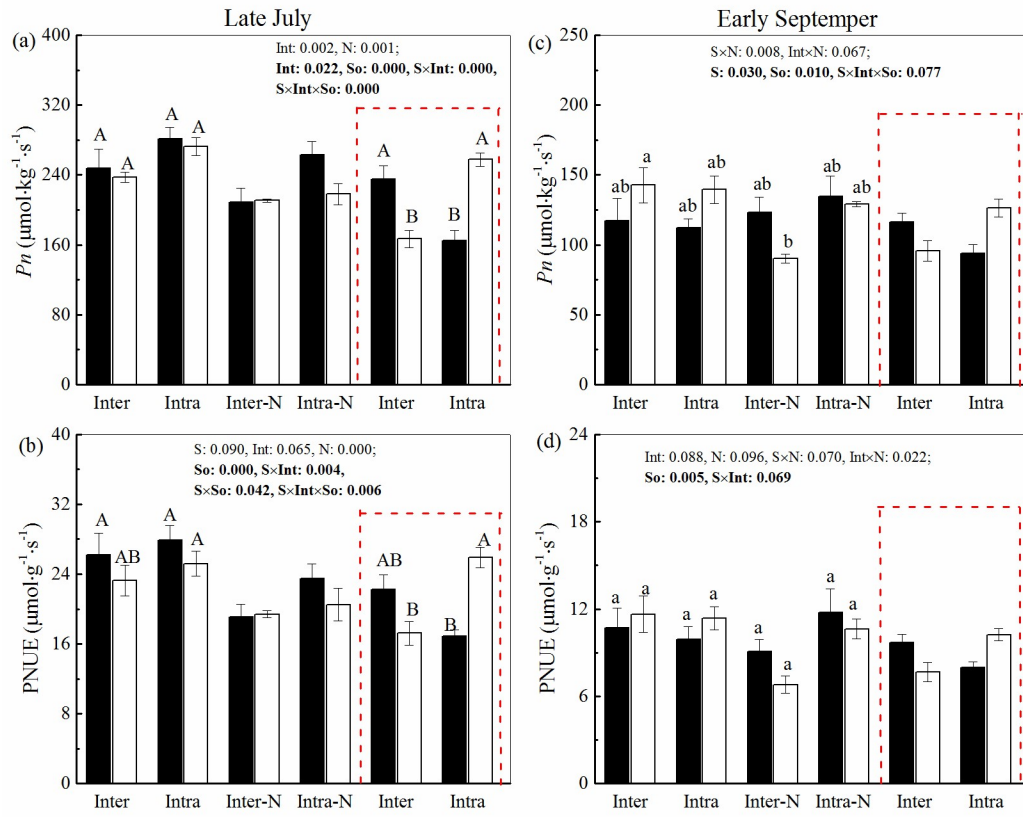 Late July
Early Septemper
(a)
Int: 0.002, N: 0.001;
Int: 0.022, So: 0.000, S×Int: 0.000,
S×Int×So: 0.000
Pn (μmol·kg⁻¹·s⁻¹)
400
320
240
160
80
0
A A A A A B B A
Inter Intra Inter-N Intra-N Inter Intra
(c)
S×N: 0.008, Int×N: 0.067;
S: 0.030, So: 0.010, S×Int×So: 0.077
Pn (μmol·kg⁻¹·s⁻¹)
250
200
150
100
50
0
ab a ab ab ab b ab ab
Inter Intra Inter-N Intra-N Inter Intra
(b)
S: 0.090, Int: 0.065, N: 0.000;
So: 0.000, S×Int: 0.004,
S×So: 0.042, S×Int×So: 0.006
PNUE (μmol·g⁻¹·s⁻¹)
40
32
24
16
8
0
A AB A A AB B B A
Inter Intra Inter-N Intra-N Inter Intra
(d)
Int: 0.088, N: 0.096, S×N: 0.070, Int×N: 0.022;
So: 0.005, S×Int: 0.069
PNUE (μmol·g⁻¹·s⁻¹)
24
18
12
6
0
a a a a a a a a
Inter Intra Inter-N Intra-N Inter Intra